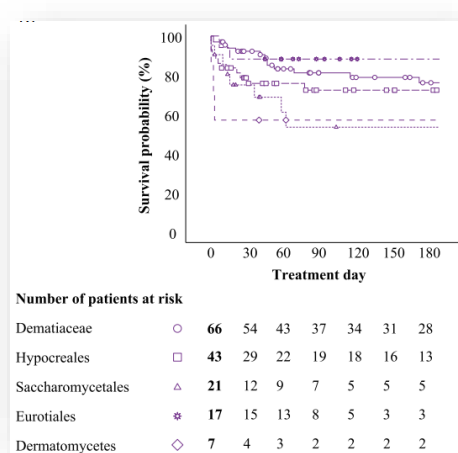 100
80
60
40
20
0
Survival probability (%)
0 30 60 90 120 150 180
Treatment day
Number of patients at risk
Dematiaceae 66 54 43 37 34 31 28
Hypocreales 43 29 22 19 18 16 13
Saccharomycetales 21 12 9 7 5 5 5
Eurotiales 17 15 13 8 5 3 3
Dermatomycetes 7 4 3 2 2 2 2